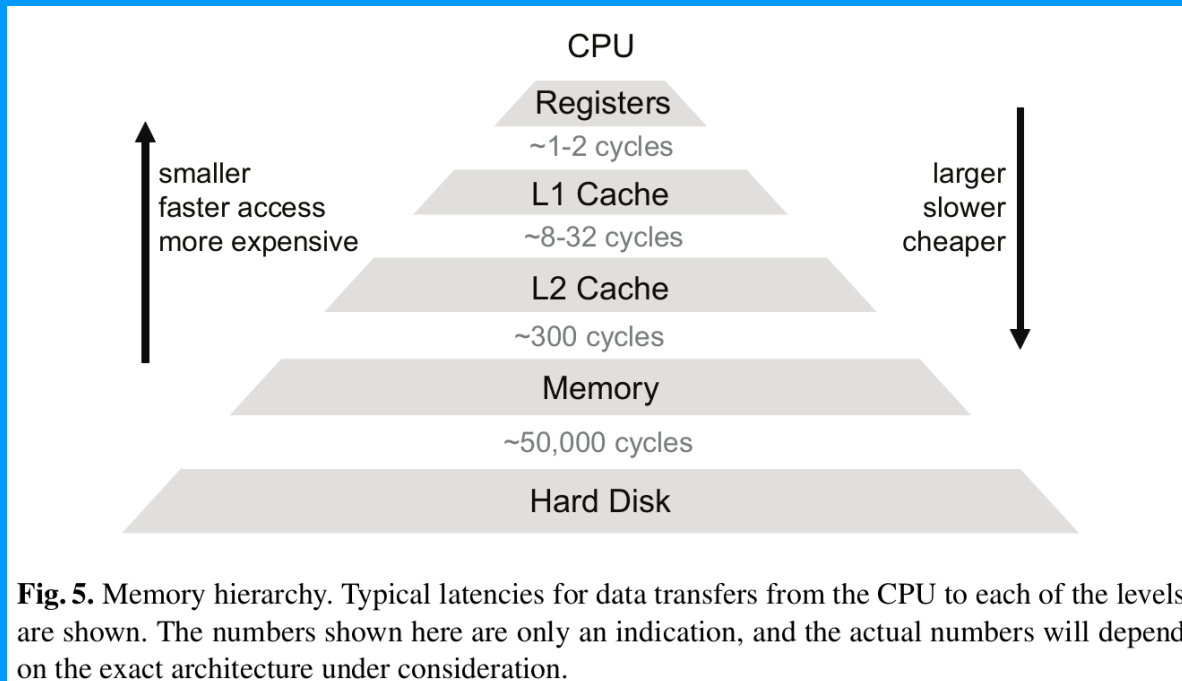 CPU
Registers
~1-2 cycles
smaller
faster access
more expensive
L1 Cache
larger
slower
cheaper
~8-32 cycles
L2 Cache
~300 cycles
Memory
~50,000 cycles
Hard Disk
Fig. 5. Memory hierarchy. Typical latencies for data transfers from the CPU to each of the levels
are shown. The numbers shown here are only an indication, and the actual numbers will depend
on the exact architecture under consideration.